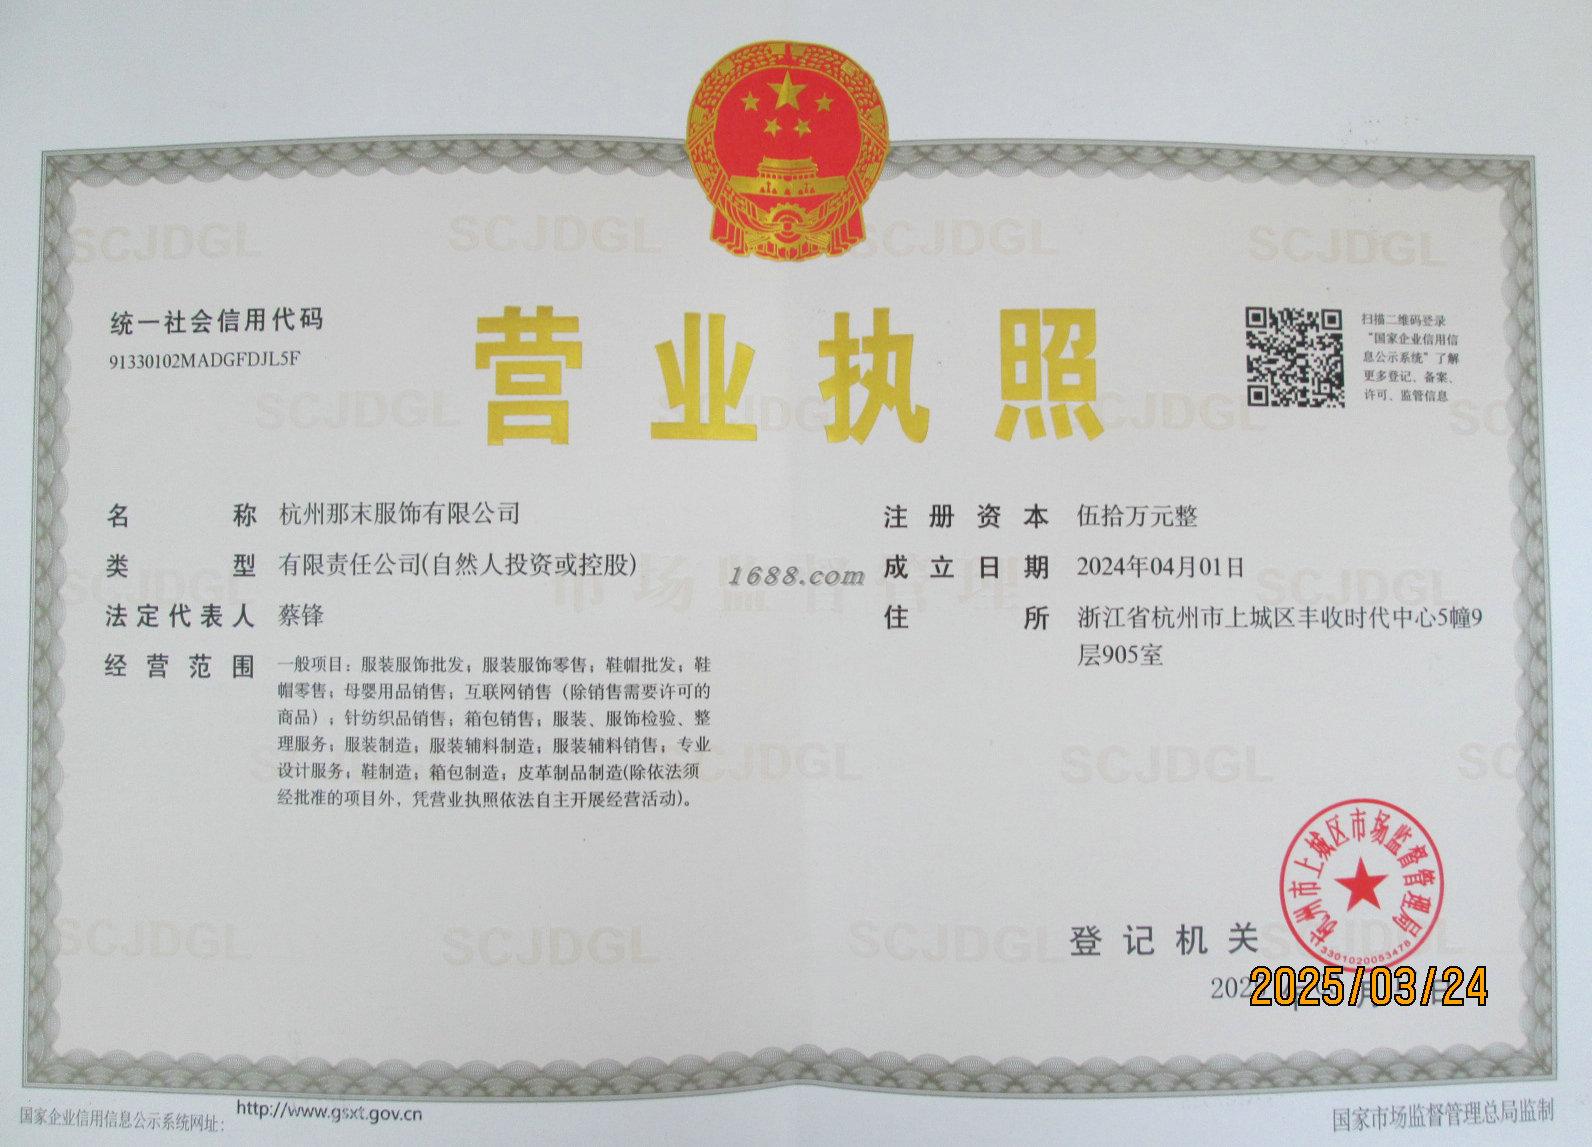 统一社会信用代码
91330102MADGFDJL5F
营业执照
扫描二维码登录
“国家企业信用信
息公示系统”了解
更多登记、备案、
许可、监管信息
名称 杭州那末服饰有限公司
类型 有限责任公司(自然人投资或控股)
法定代表人 蔡锋
经营范围 一般项目：服装服饰批发；服装服饰零售；鞋帽批发；鞋
帽零售；母婴用品销售；互联网销售（除销售需要许可的
商品）；针纺织品销售；箱包销售；服装、服饰检验、整
理服务；服装制造；服装辅料制造；服装辅料销售；专业
设计服务；鞋制造；箱包制造；皮革制品制造(除依法须
经批准的项目外，凭营业执照依法自主开展经营活动)。
1688.com
注册资本 伍拾万元整
成立日期 2024年04月01日
住所 浙江省杭州市上城区丰收时代中心5幢9
层905室
杭州市上城区市场监督管理局
3301020053478
登记机关
2025/03/24
国家企业信用信息公示系统网址：
http://www.gsxt.gov.cn
国家市场监督管理总局监制
SCJDGL
市场监督管理